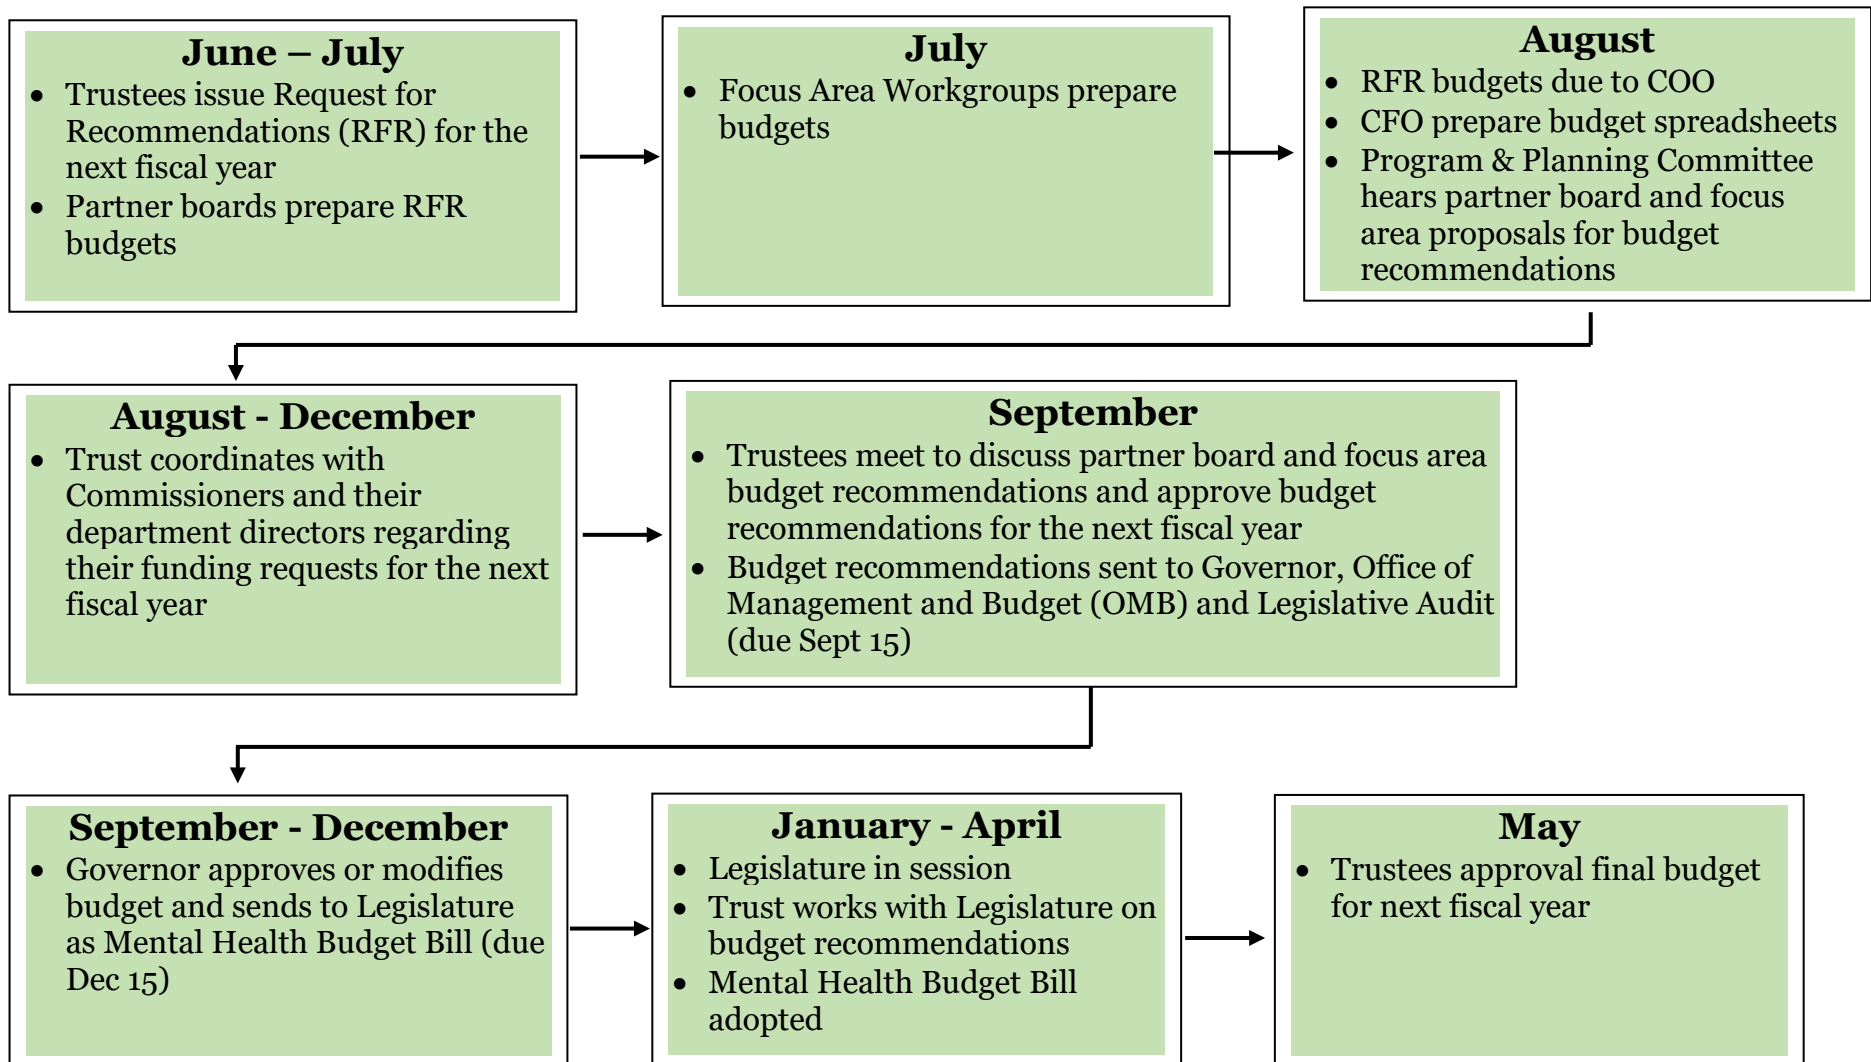 June – July
• Trustees issue Request for
Recommendations (RFR) for the
next fiscal year
• Partner boards prepare RFR
budgets
July
• Focus Area Workgroups prepare
budgets
August
• RFR budgets due to COO
• CFO prepare budget spreadsheets
• Program & Planning Committee
hears partner board and focus
area proposals for budget
recommendations
August - December
• Trust coordinates with
Commissioners and their
department directors regarding
their funding requests for the next
fiscal year
September
• Trustees meet to discuss partner board and focus area
budget recommendations and approve budget
recommendations for the next fiscal year
• Budget recommendations sent to Governor, Office of
Management and Budget (OMB) and Legislative Audit
(due Sept 15)
September - December
• Governor approves or modifies
budget and sends to Legislature
as Mental Health Budget Bill (due
Dec 15)
January - April
• Legislature in session
• Trust works with Legislature on
budget recommendations
• Mental Health Budget Bill
adopted
May
• Trustees approval final budget
for next fiscal year